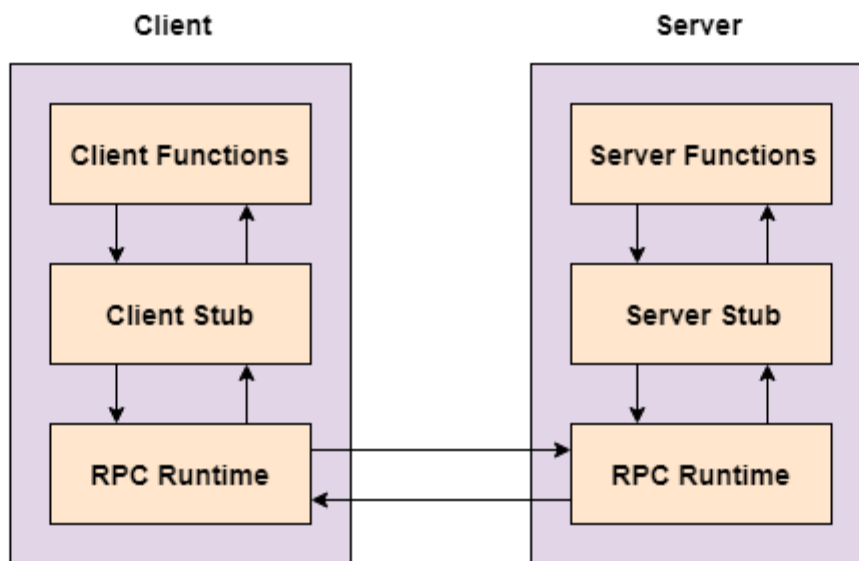 Client
Server
Client Functions
Server Functions
Client Stub
Server Stub
RPC Runtime
RPC Runtime